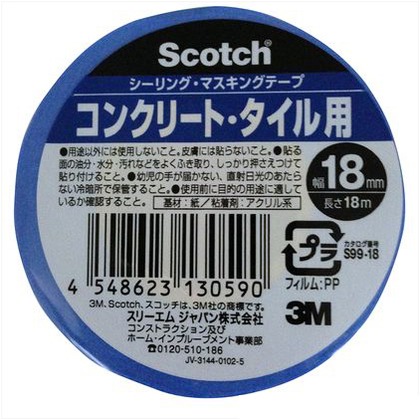 Scotch®
シーリング・マスキングテープ
コンクリート・タイル用
●用途以外には使用しないこと。皮膚には貼らないこと。●貼る
面の油分・水分・汚れなどをよくふき取り、しっかり押さえつけて
貼り付けること。●幼児の手が届かない、直射日光のあたら
ない冷暗所で保管すること。●使用前に目的の用途に適して
いるか確認すること。
基材：紙／粘着剤：アクリル系
幅18mm
長さ18m
4 548623 130590
プラ
カタログ番号
S99-18
フィルム：PP
3M
3M、Scotch、スコッチは、3M社の商標です。
スリーエム ジャパン株式会社
コンストラクション及び
ホーム・インプルーブメント事業部
☎0120-510-186
JV-3144-0102-5